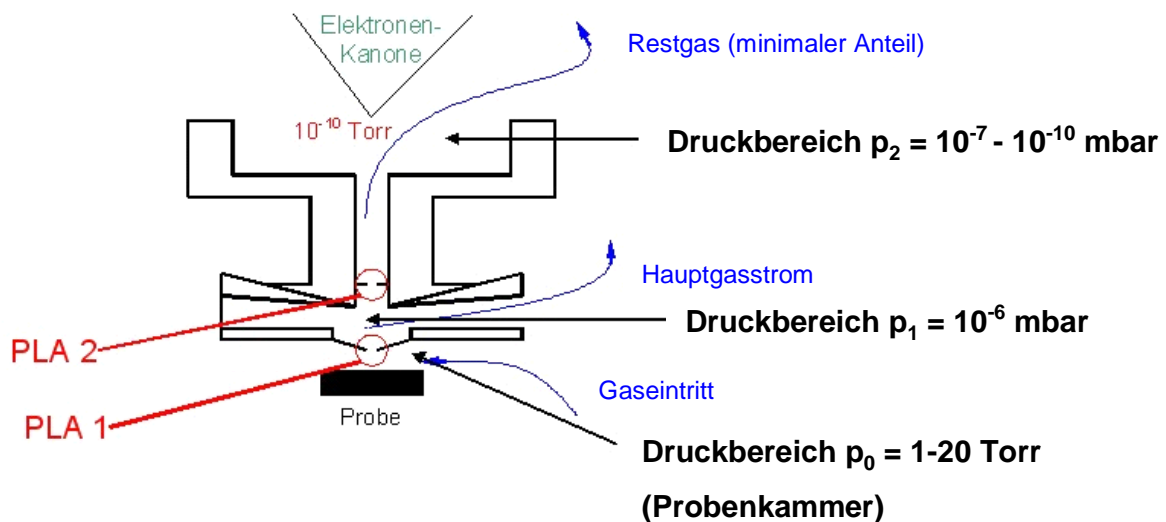 Elektronen-
Kanone
Restgas (minimaler Anteil)
10⁻¹⁰ Torr
Druckbereich p₂ = 10⁻⁷ - 10⁻¹⁰ mbar
Hauptgasstrom
Druckbereich p₁ = 10⁻⁶ mbar
PLA 2
Gaseintritt
PLA 1
Probe
Druckbereich p₀ = 1-20 Torr
(Probenkammer)